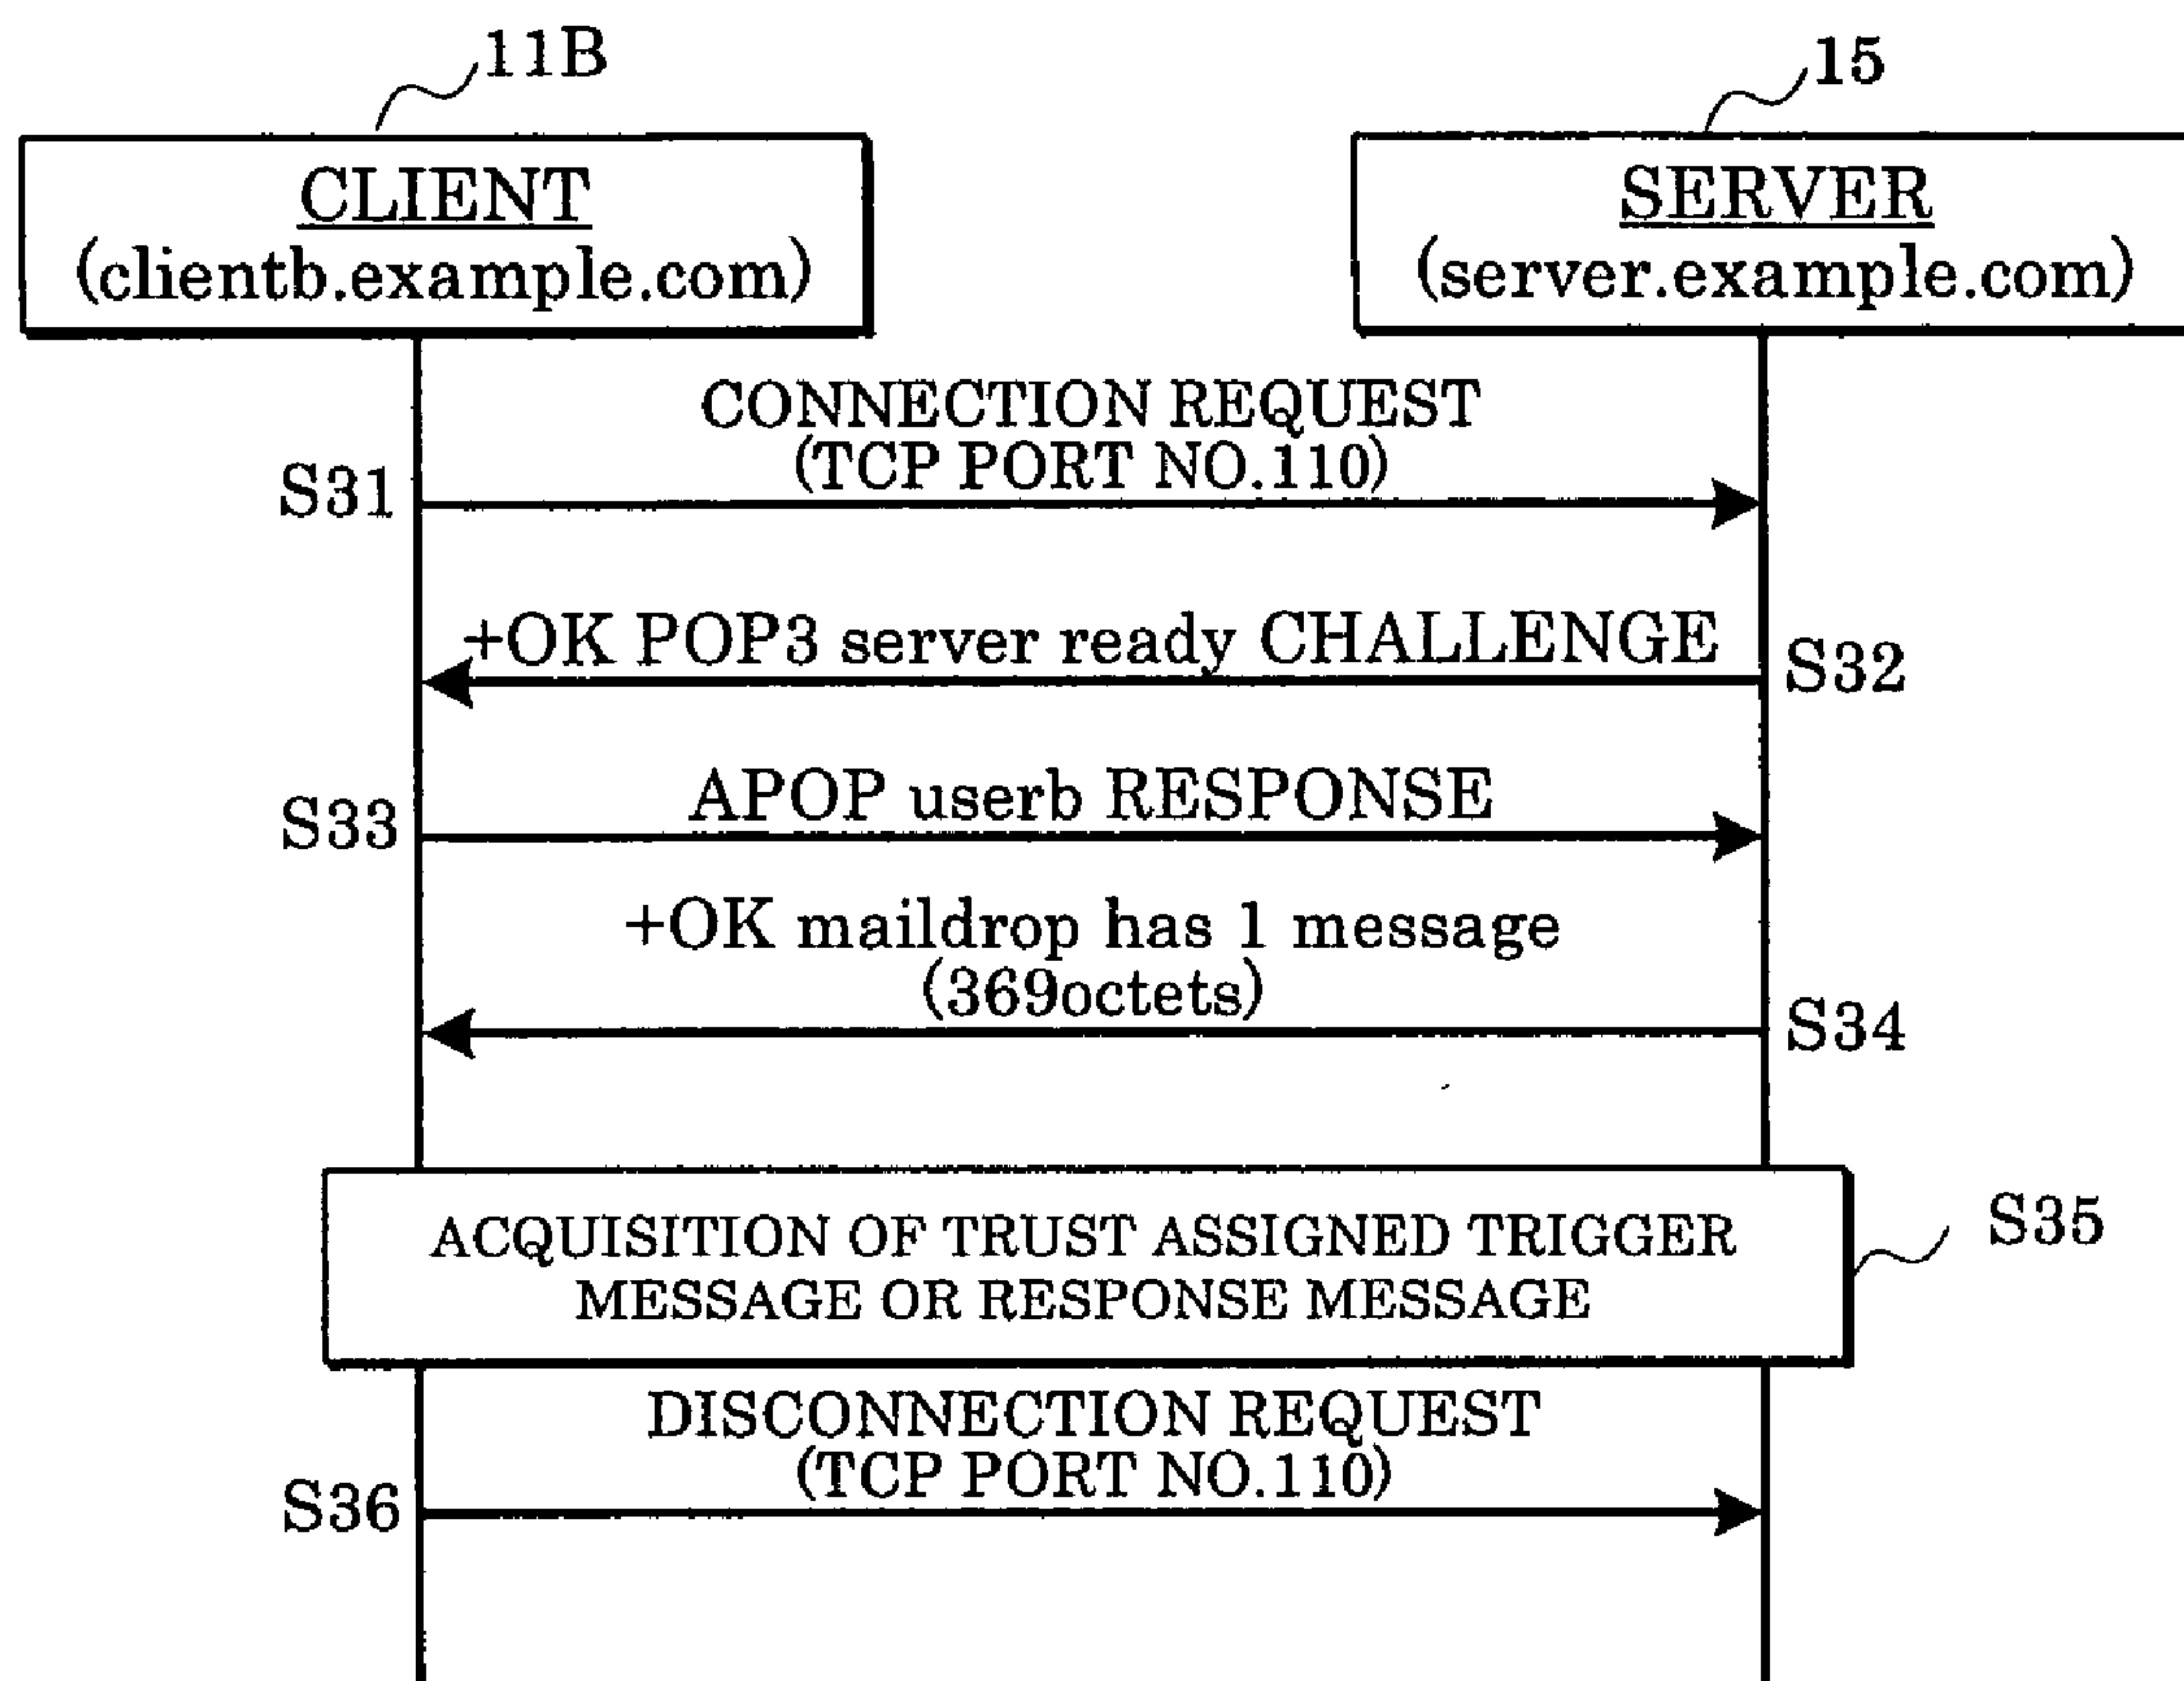 11B
15
CLIENT
(clientb.example.com)
SERVER
(server.example.com)
CONNECTION REQUEST
(TCP PORT NO.110)
S31
+OK POP3 server ready CHALLENGE
S32
APOP userb RESPONSE
S33
+OK maildrop has 1 message
(369octets)
S34
ACQUISITION OF TRUST ASSIGNED TRIGGER
MESSAGE OR RESPONSE MESSAGE
S35
DISCONNECTION REQUEST
(TCP PORT NO.110)
S36